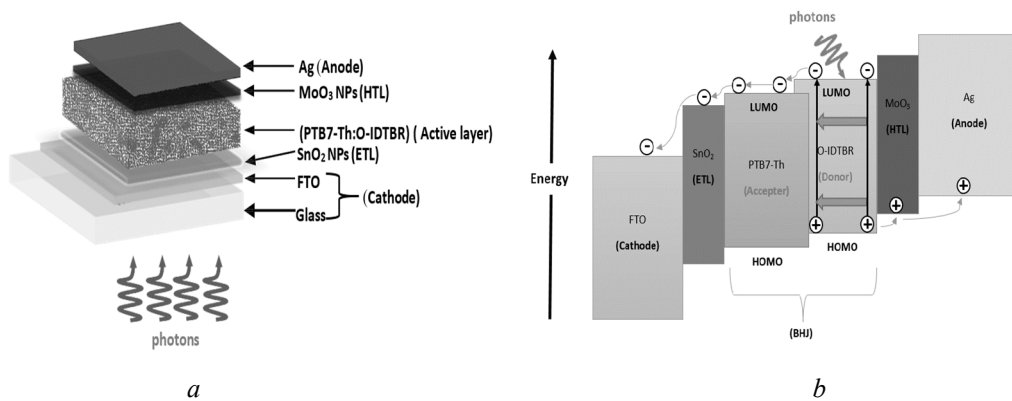 Ag (Anode)
MoO3 NPs (HTL)
(PTB7-Th:O-IDTBR) ( Active layer)
SnO2 NPs (ETL)
FTO
(Cathode)
Glass
photons
a
photons
Energy
FTO
(Cathode)
SnO2
(ETL)
LUMO
PTB7-Th
(Accepter)
HOMO
LUMO
O-IDTBR
(Donor)
HOMO
MoO3
(HTL)
Ag
(Anode)
(BHJ)
b